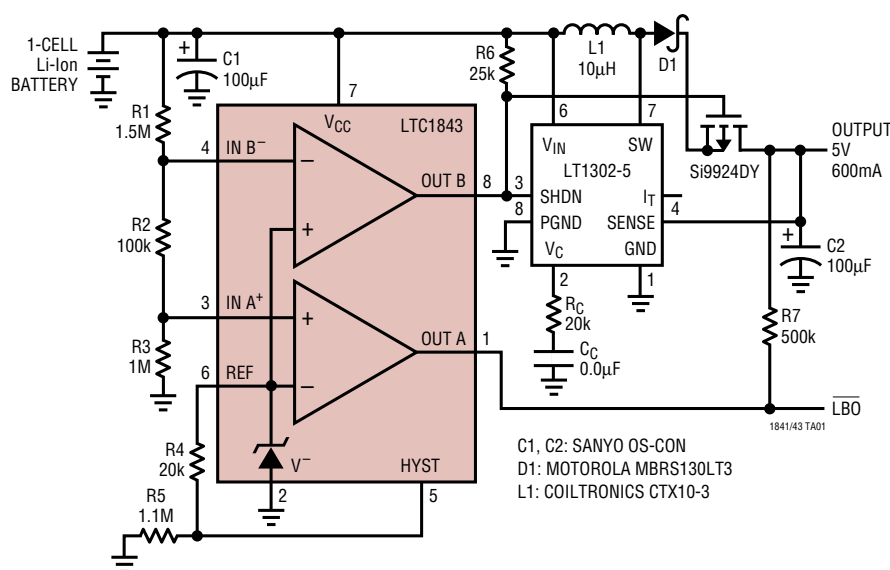 1-CELL
Li-Ion
BATTERY
+
C1
100µF
R6
25k
L1
10µH
D1
R1
1.5M
7
VCC
LTC1843
6
7
VIN
SW
LT1302-5
Si9924DY
OUTPUT
5V
600mA
4
IN B–
–
OUT B
8
3
SHDN
IT
8
PGND
SENSE
4
VC
GND
+
R2
100k
+
C2
100µF
2
1
3
IN A+
+
RC
20k
R7
500k
R3
1M
OUT A
1
CC
0.0µF
6
REF
–
LBO
1841/43 TA01
R4
20k
V–
HYST
C1, C2: SANYO OS-CON
D1: MOTOROLA MBRS130LT3
L1: COILTRONICS CTX10-3
2
5
R5
1.1M